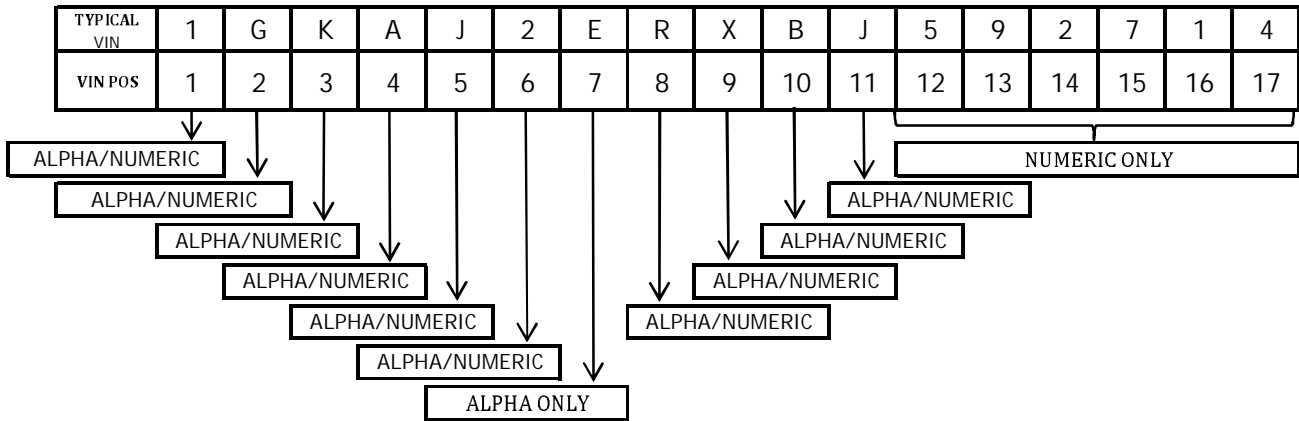 TYPICAL VIN 1 G K A J 2 E R X B J 5 9 2 7 1 4
VIN POS 1 2 3 4 5 6 7 8 9 10 11 12 13 14 15 16 17
ALPHA/NUMERIC NUMERIC ONLY
ALPHA/NUMERIC ALPHA/NUMERIC
ALPHA/NUMERIC ALPHA/NUMERIC
ALPHA/NUMERIC ALPHA/NUMERIC
ALPHA/NUMERIC ALPHA/NUMERIC
ALPHA/NUMERIC
ALPHA ONLY